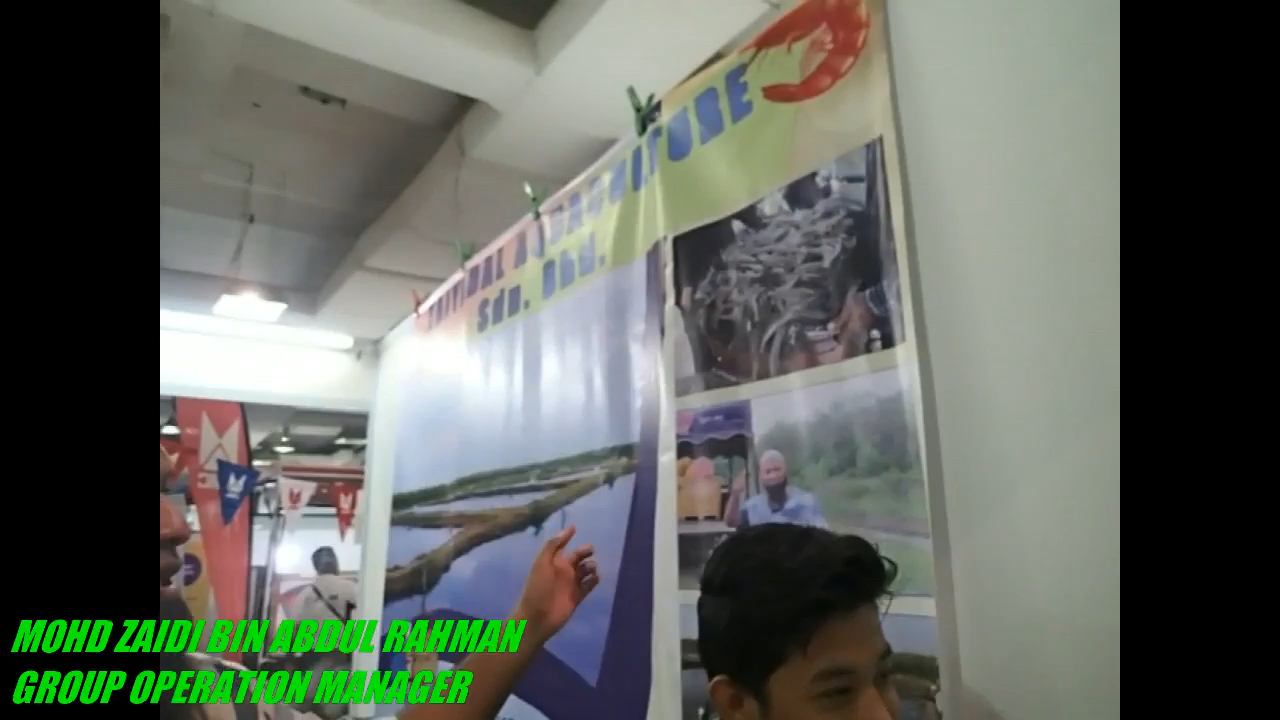 AQUACULTURE
Sdn. Bhd.
MOHD ZAIDI BIN ABDUL RAHMAN
GROUP OPERATION MANAGER